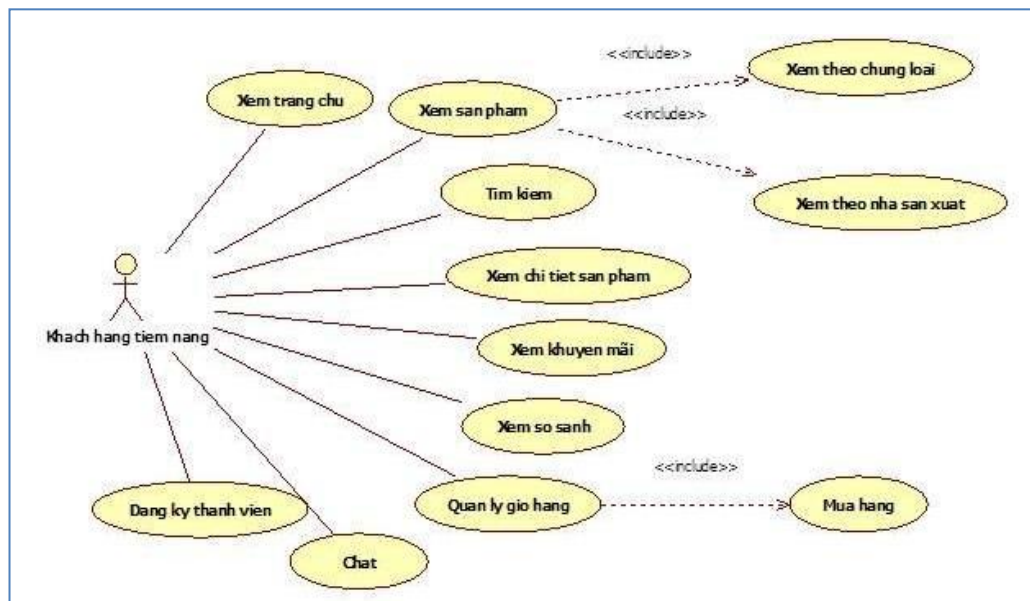 <<include>>
Xem theo chung loai
Xem trang chu
Xem san pham
<<include>>
Tim kiem
Xem theo nha san xuat
Xem chi tiet san pham
Khach hang tiem nang
Xem khuyen mãi
Xem so sanh
<<include>>
Dang ky thanh vien
Quan ly gio hang
Mua hang
Chat